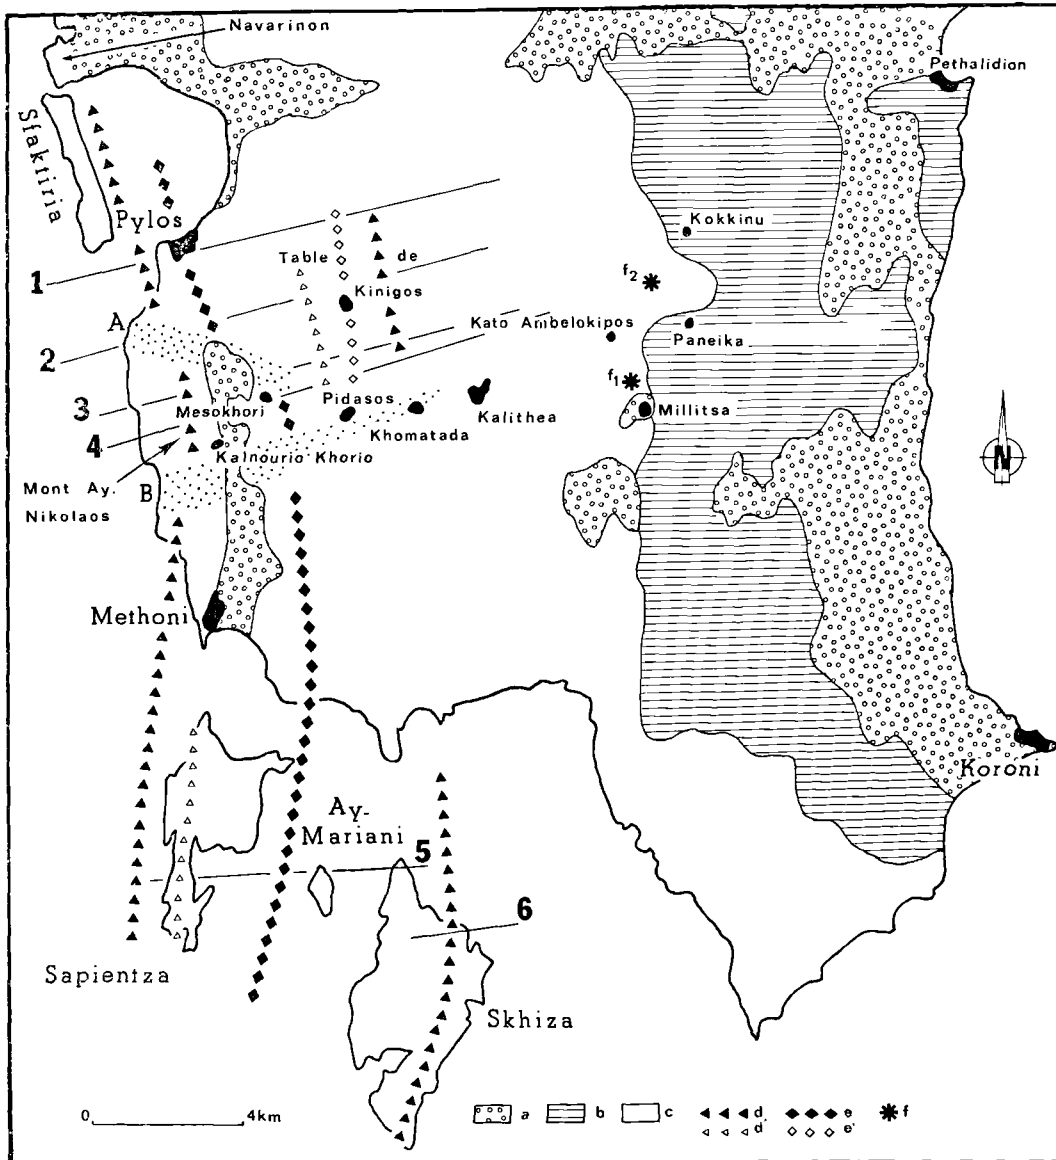 Navarinon
Pethalidion
Sfaktiria
Pylos
Kokkinu
Table de
f2
1
Kinigos
A
Kato Ambelokipos
Paneika
2
f1
3
Mesokhori
Pidasos
Kalithea
Millitsa
4
Khomatada
Kainourio Khorio
N
Mont Ay.
Nikolaos
B
Methoni
Koroni
Ay-
Mariani
5
6
Sapientza
Skhiza
0 4km
a b c d e f
d' e'